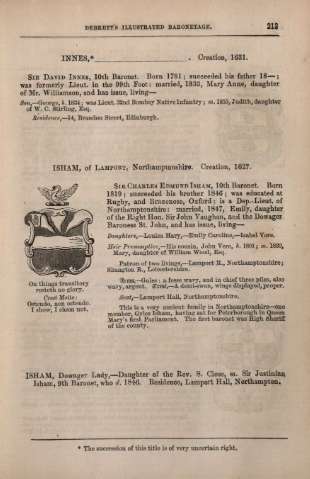 DEBRETT'S ILLUSTRATED BARONETAGE. 213
INNES,* . Creation, 1631.
SIR DAVID INNES, 10th Baronet. Born 1781; succeeded his father 18—;
was formerly Lieut. in the 99th Foot: married, 1833, Mary Anne, daughter
of Mr. Williamson, and has issue, living—
Son,—George, b. 1834; was Lieut. 32nd Bombay Native Infantry; m. 1855, Judith, daughter
of W. C. Stirling, Esq.
Residence,—14, Brandon Street, Edinburgh.
ISHAM, of LAMPORT, Northamptonshire. Creation, 1627.
SIR CHARLES EDMUND ISHAM, 10th Baronet. Born
1819; succeeded his brother 1846; was educated at
Rugby, and Brasenose, Oxford; is a Dep.-Lieut. of
Northamptonshire: married, 1847, Emily, daughter
of the Right Hon. Sir John Vaughan, and the Dowager
Baroness St. John, and has issue, living—
Daughters,—Louisa Mary,—Emily Caroline,—Isabel Vere.
Heir Presumptive,—His cousin, John Vere, b. 1801; m. 1833,
Mary, daughter of William Wood, Esq.
Patron of two livings,—Lamport R., Northamptonshire;
R., Leicestershire.
Arms,—Gules: a fesse wavy, and in chief three piles, also
wavy, argent. Crest,—A demi-swan, wings displayed, proper.
Seat,—Lamport Hall, Northamptonshire.
This is a very ancient family in Northamptonshire—one
member, Gyles Isham, having sat for Peterborough in Queen
Mary's first Parliament. The first baronet was High Sheriff
of the county.
On things transitory
resteth no glory.
Crest Motto:
Ostendo, non ostento.
I show, I sham not.
ISHAM, Dowager Lady,—Daughter of the Rev. S. Close, m. Sir Justinian
Isham, 9th Baronet, who d. 1846. Residence, Lamport Hall, Northampton.
* The succession of this title is of very uncertain right.